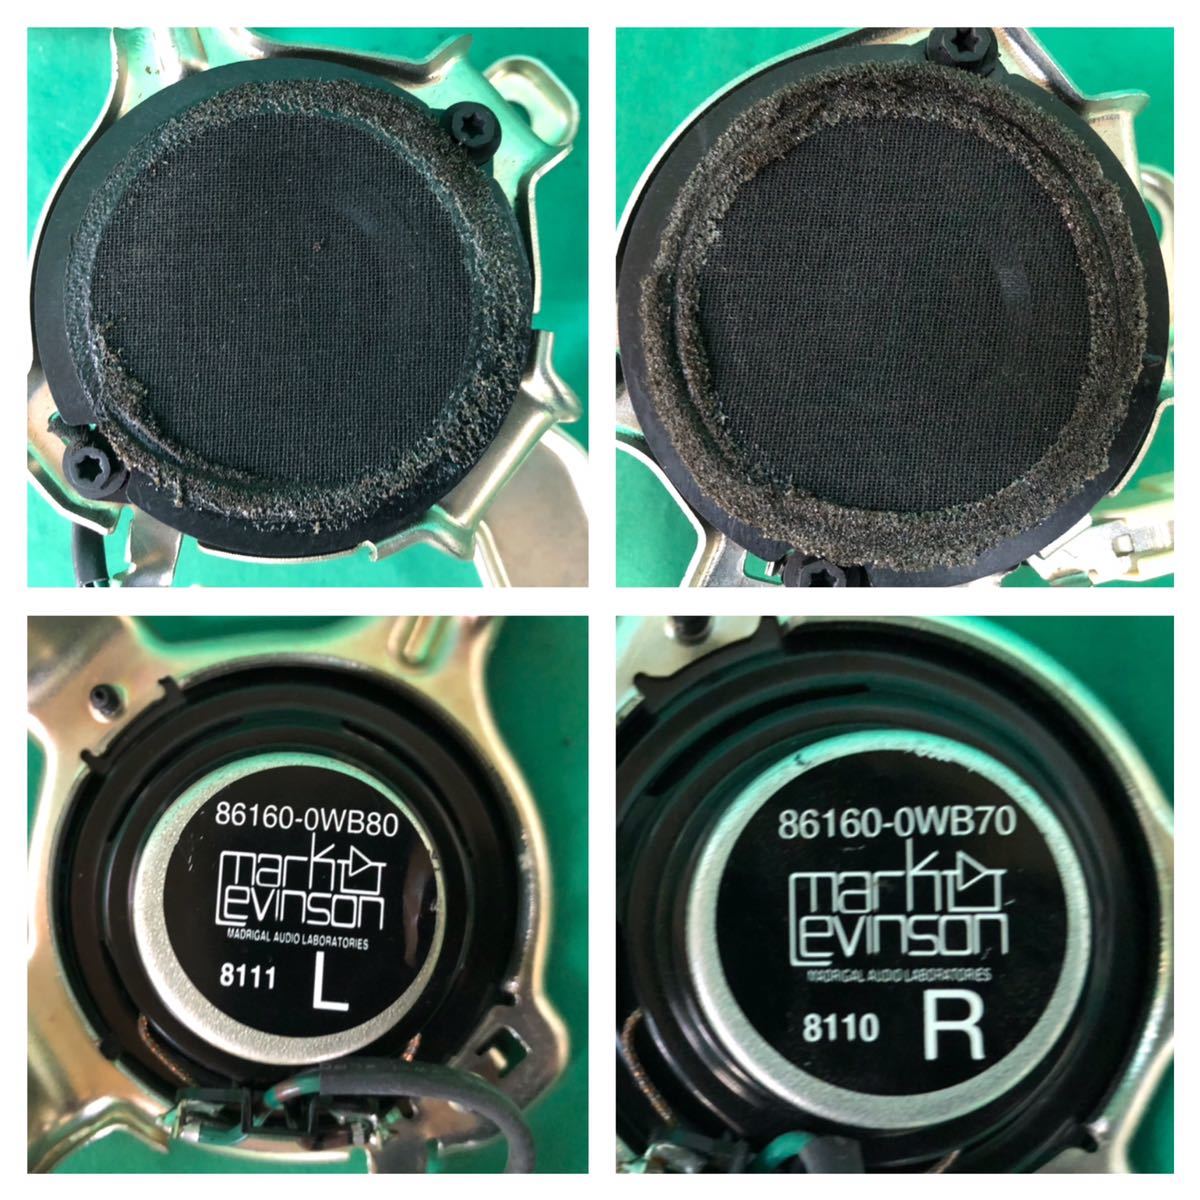 86160-0WB80
mark
Levinson
MADRIGAL AUDIO LABORATORIES
8111 L
86160-0WB70
mark
Levinson
MADRIGAL AUDIO LABORATORIES
8110 R